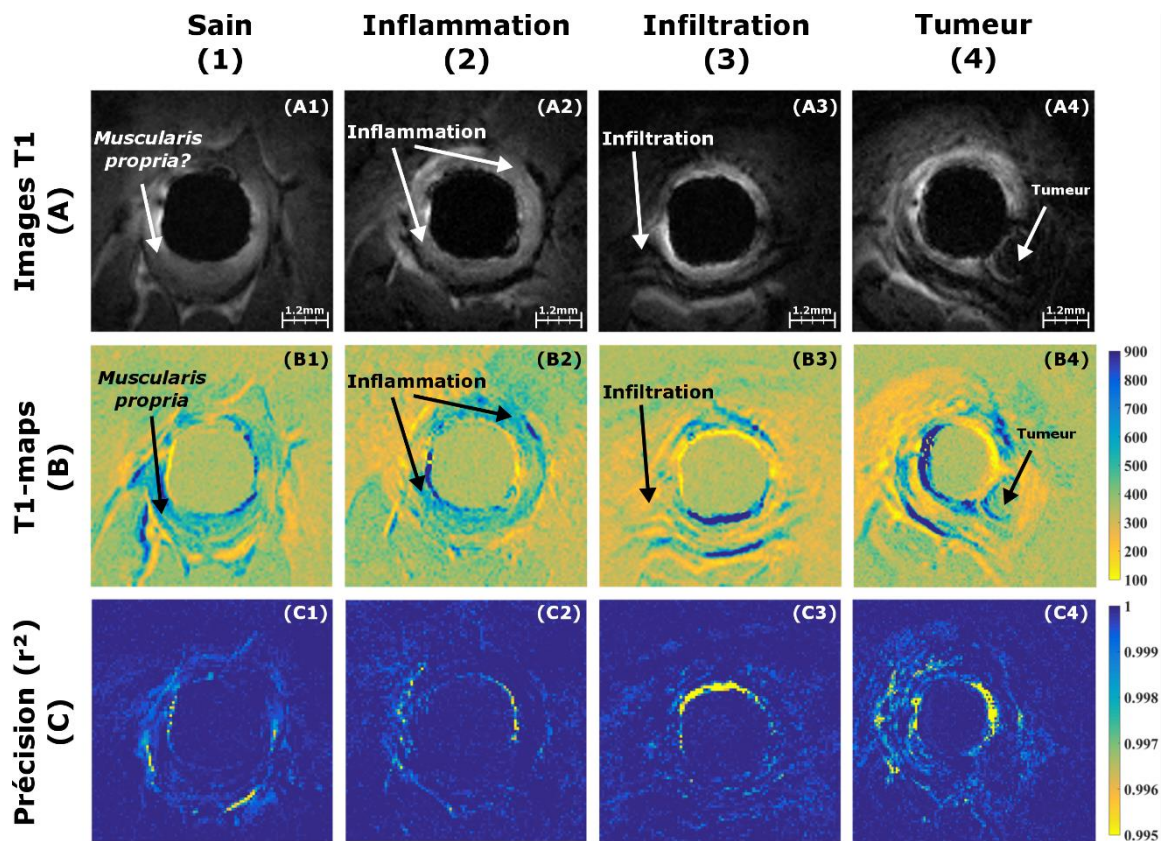 Sain
(1)
Inflammation
(2)
Infiltration
(3)
Tumeur
(4)
Images T1
(A)
(A1)
Muscularis
propria?
1.2mm
(A2)
Inflammation
1.2mm
(A3)
Infiltration
1.2mm
(A4)
Tumeur
1.2mm
T1-maps
(B)
(B1)
Muscularis
propria
(B2)
Inflammation
(B3)
Infiltration
(B4)
Tumeur
900
800
700
600
500
400
300
200
100
Précision (r²)
(C)
(C1)
(C2)
(C3)
(C4)
1
0.999
0.998
0.997
0.996
0.995